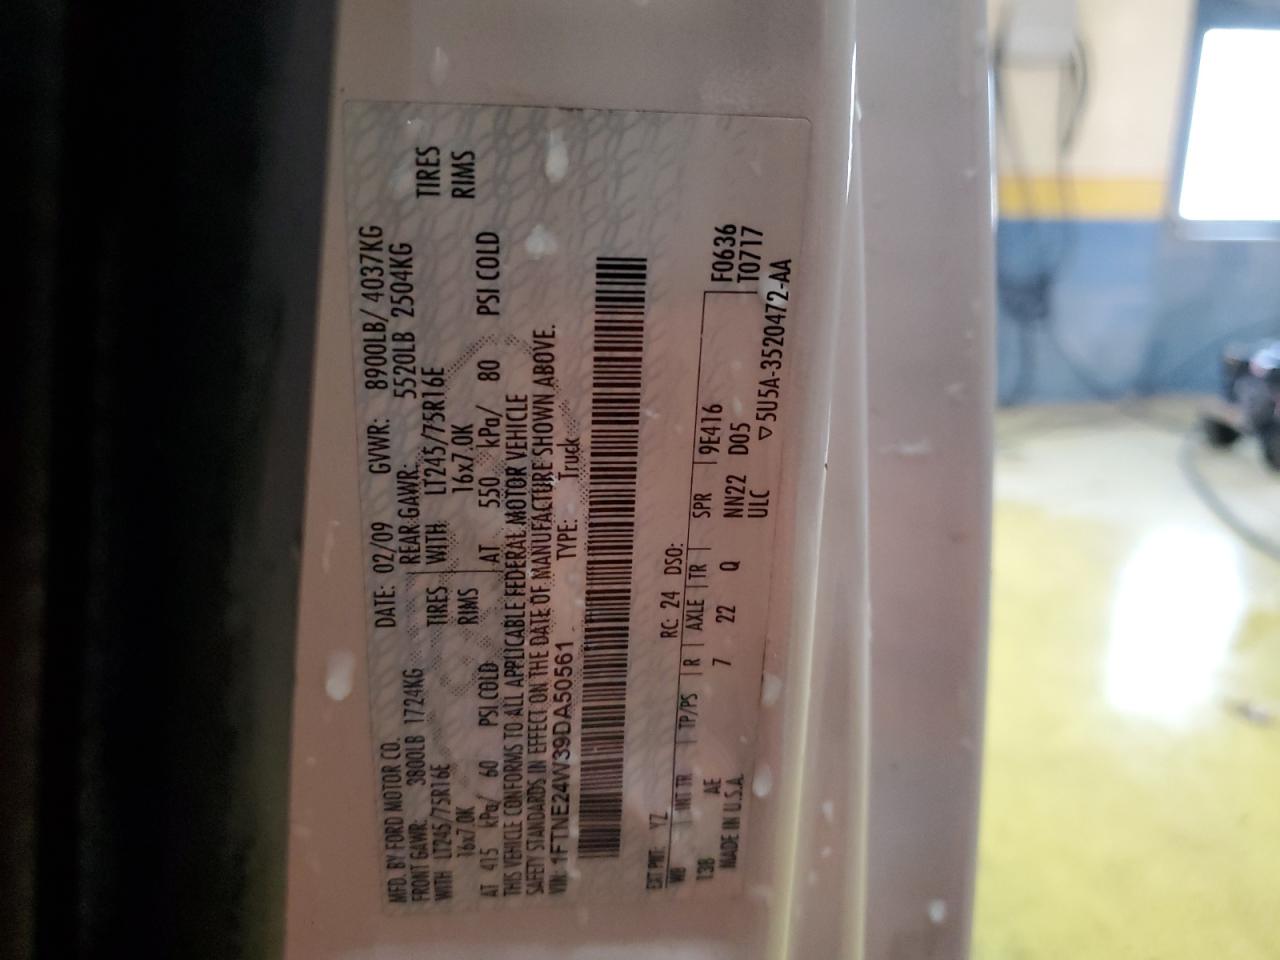 MFD. BY FORD MOTOR CO. DATE: 02/09 GVWR: 8900LB/ 4037KG
FRONT GAWR: 3800LB 1724KG REAR GAWR: 5520LB 2504KG
WITH LT245/75R16E TIRES WITH LT245/75R16E TIRES
16x7.0K RIMS 16x7.0K RIMS
AT 415 kPa/ 60 PSI COLD AT 550 kPa/ 80 PSI COLD
THIS VEHICLE CONFORMS TO ALL APPLICABLE FEDERAL MOTOR VEHICLE
SAFETY STANDARDS IN EFFECT ON THE DATE OF MANUFACTURE SHOWN ABOVE.
VIN: 1FTNE24W39DA50561 TYPE: Truck
EXT PNT: YZ RC: 24 DSO:
WB INT TR TP/PS R AXLE TR SPR 9E416 F0636
138 AE 7 22 Q NN22 D05 T0717
MADE IN U.S.A. ULC ▽5U5A-3520472-AA